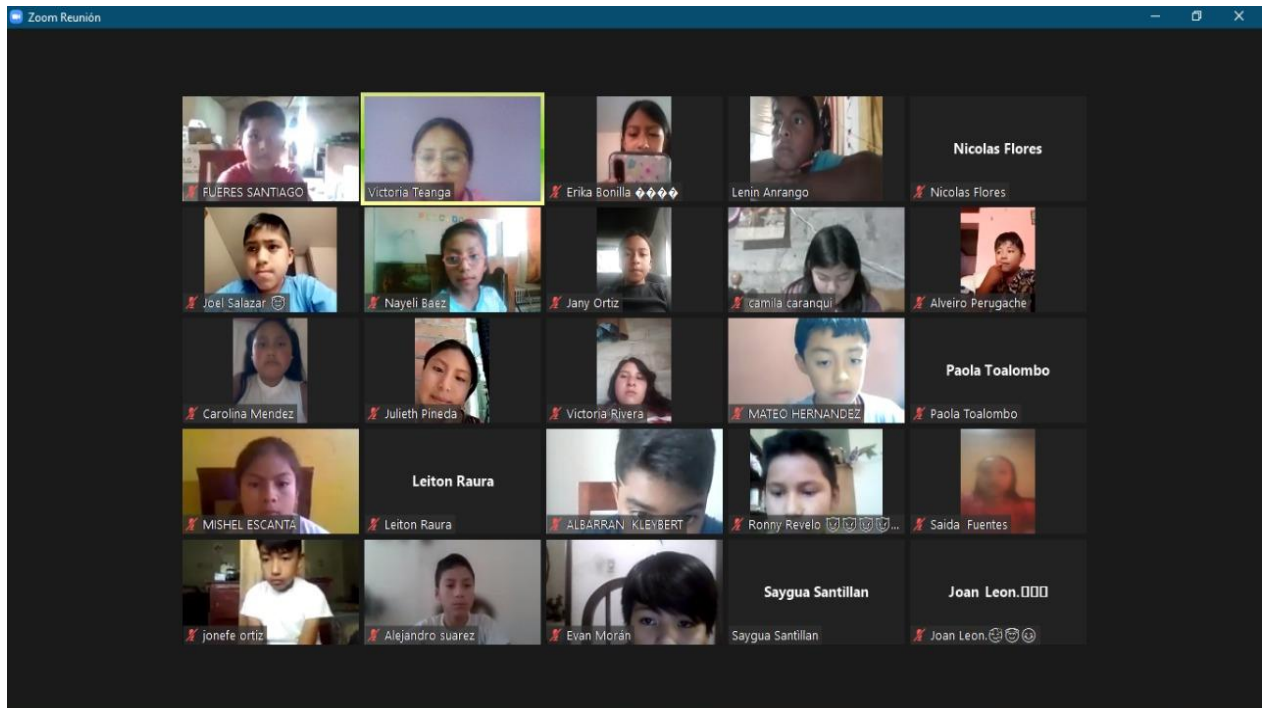 Zoom Reunión
FUERES SANTIAGO
Victoria Teanga
Erika Bonilla ����
Lenin Anrango
Nicolas Flores
Nicolas Flores
Joel Salazar 😇
Nayeli Baez
Jany Ortiz
camila caranqui
Alveiro Perugache
Carolina Mendez
Julieth Pineda
Victoria Rivera
MATEO HERNANDEZ
Paola Toalombo
Paola Toalombo
MISHEL ESCANTA
Leiton Raura
Leiton Raura
ALBARRAN KLEYBERT
Ronny Revelo 😈😈😈😈...
Saida Fuentes
jonefe ortiz
Alejandro suarez
Evan Morán
Saygua Santillan
Saygua Santillan
Joan Leon.▯▯▯
Joan Leon.